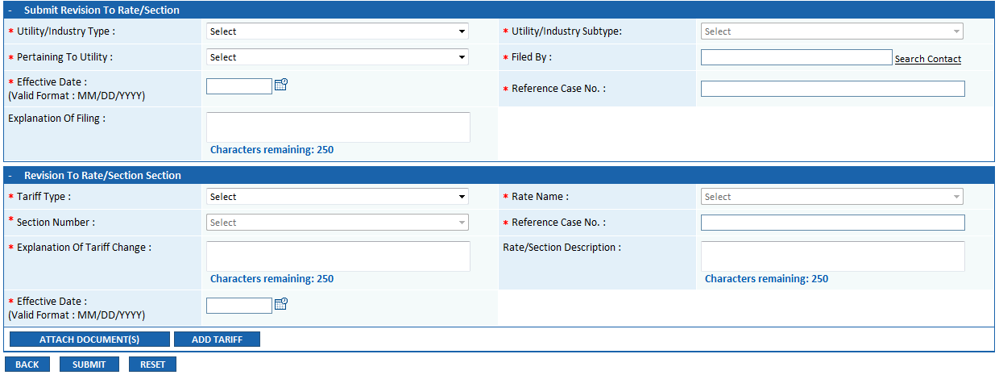 - Submit Revision To Rate/Section
* Utility/Industry Type : Select * Utility/Industry Subtype: Select
* Pertaining To Utility : Select * Filed By : Search Contact
* Effective Date :
(Valid Format : MM/DD/YYYY)
* Reference Case No. :
Explanation Of Filing :
Characters remaining: 250
- Revision To Rate/Section Section
* Tariff Type : Select * Rate Name : Select
* Section Number : Select * Reference Case No. :
* Explanation Of Tariff Change : Rate/Section Description :
Characters remaining: 250 Characters remaining: 250
* Effective Date :
(Valid Format : MM/DD/YYYY)
ATTACH DOCUMENT(S) ADD TARIFF
BACK SUBMIT RESET